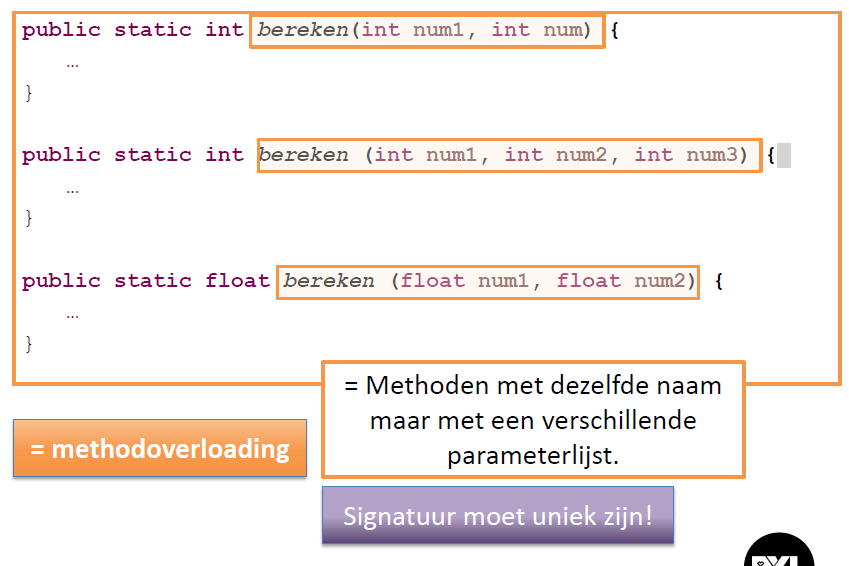 public static int bereken(int num1, int num) {
…
}
public static int bereken (int num1, int num2, int num3) {
…
}
public static float bereken (float num1, float num2) {
…
}
= Methoden met dezelfde naam
maar met een verschillende
parameterlijst.
= methodoverloading
Signatuur moet uniek zijn!